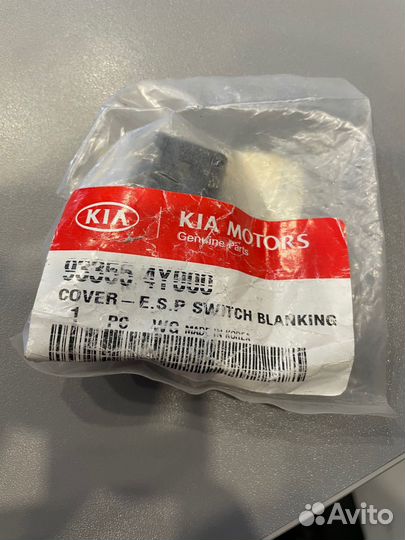 KIA
KIA MOTORS
Genuine Parts
93355 4Y000
COVER-E.S.P SWITCH BLANKING
1 PC WG MADE IN KOREA
Avito